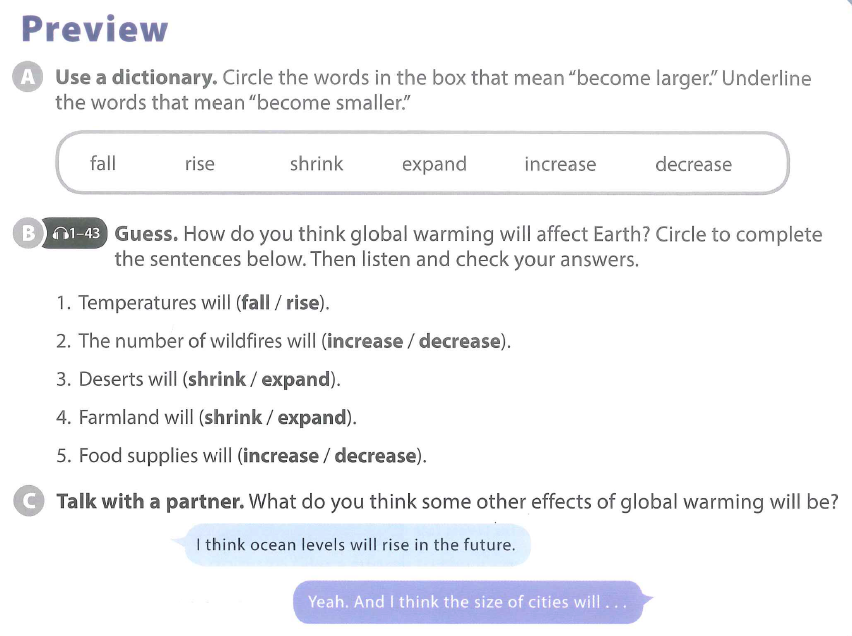 Preview
A Use a dictionary. Circle the words in the box that mean “become larger.” Underline
the words that mean “become smaller.”
fall rise shrink expand increase decrease
B 1–43 Guess. How do you think global warming will affect Earth? Circle to complete
the sentences below. Then listen and check your answers.
1. Temperatures will (fall / rise).
2. The number of wildfires will (increase / decrease).
3. Deserts will (shrink / expand).
4. Farmland will (shrink / expand).
5. Food supplies will (increase / decrease).
C Talk with a partner. What do you think some other effects of global warming will be?
I think ocean levels will rise in the future.
Yeah. And I think the size of cities will . . .